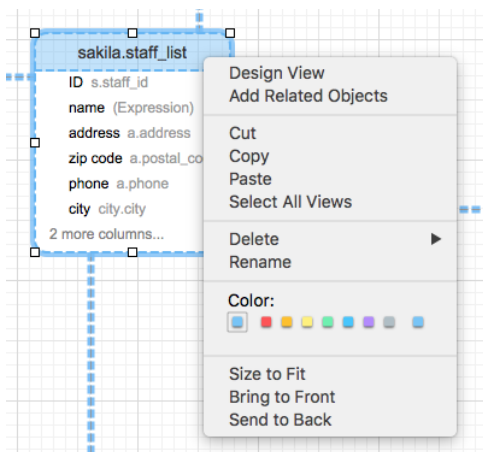 sakila.staff_list
ID s.staff_id
name (Expression)
address a.address
zip code a.postal_co
phone a.phone
city city.city
2 more columns...
Design View
Add Related Objects
Cut
Copy
Paste
Select All Views
Delete
Rename
Color:
Size to Fit
Bring to Front
Send to Back